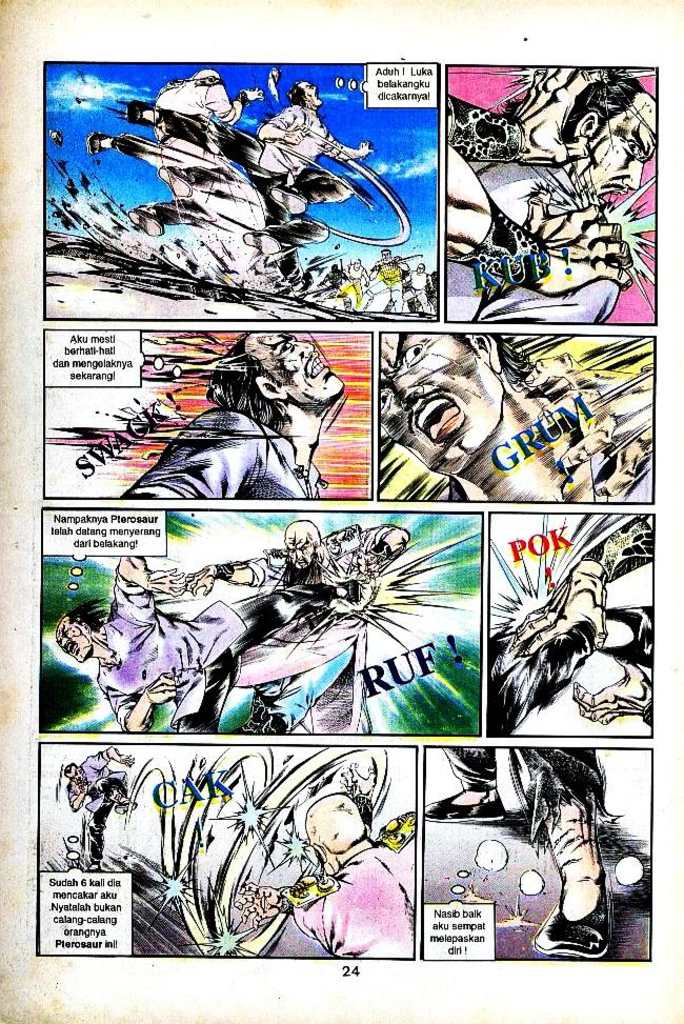 Aduh ! Luka
belakangku
dicakarnya!
KUB !
Aku mesti
berhati-hati
dan mengelaknya
sekarang!
SWACK !
GRUM !
Nampaknya Pterosaur
telah datang menyerang
dari belakang!
RUF !
POK !
CAK !
Sudah 6 kali dia
mencakar aku
Nyatalah bukan
calang-calang
orangnya
Pterosaur ini!
Nasib baik
aku sempat
melepaskan
diri !
24